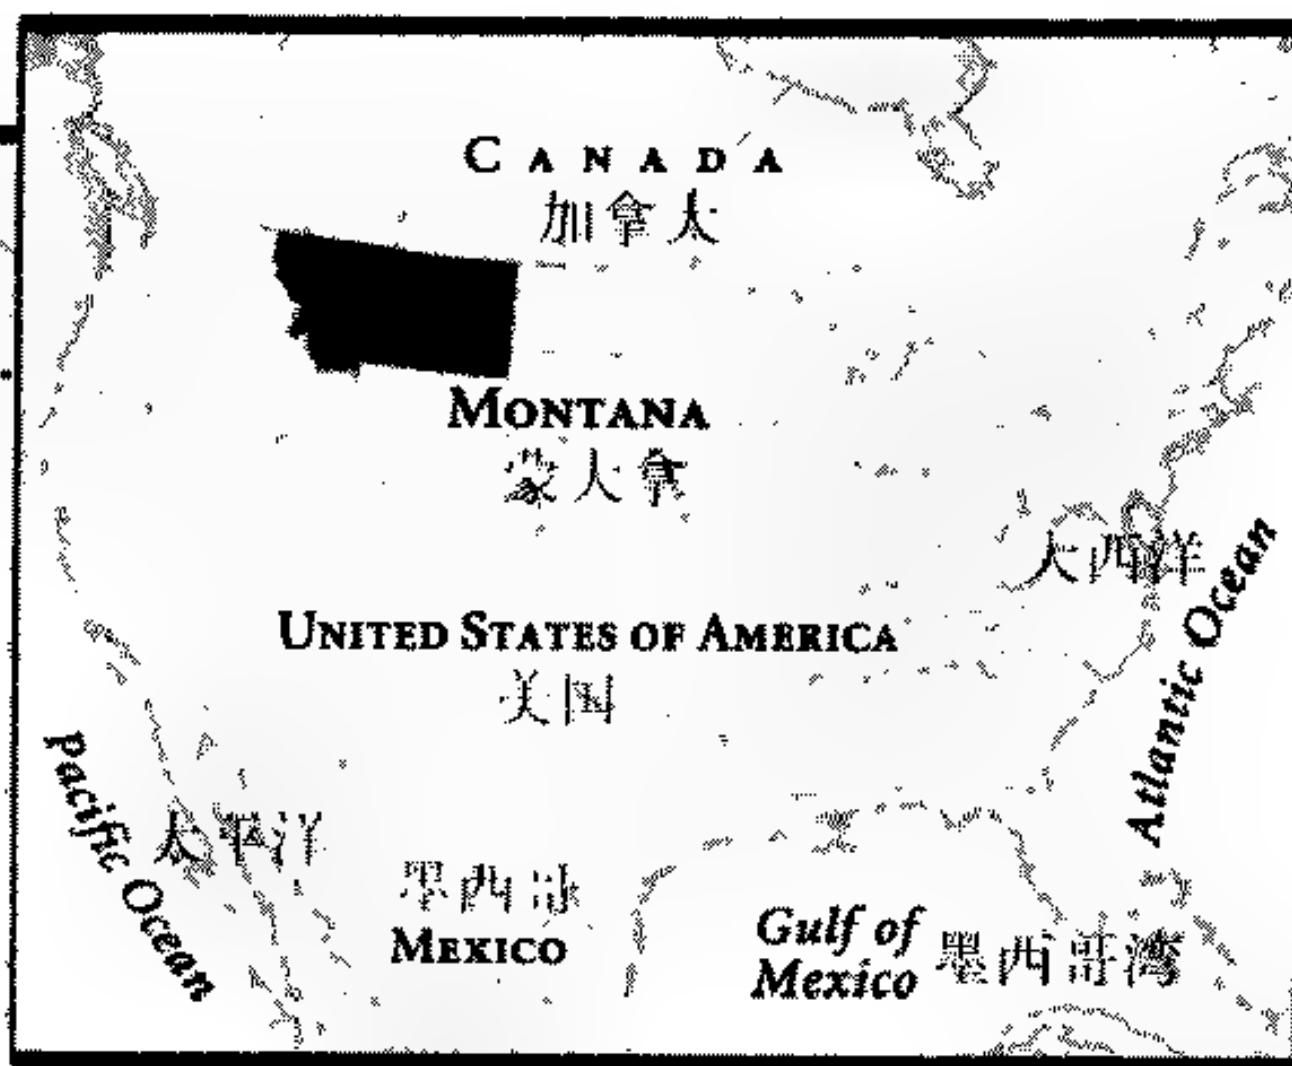 CANADA
加拿大
MONTANA
蒙大拿
大西洋
Atlantic Ocean
UNITED STATES OF AMERICA
美国
Pacific Ocean
太平洋
墨西哥
MEXICO
Gulf of
Mexico
墨西哥湾